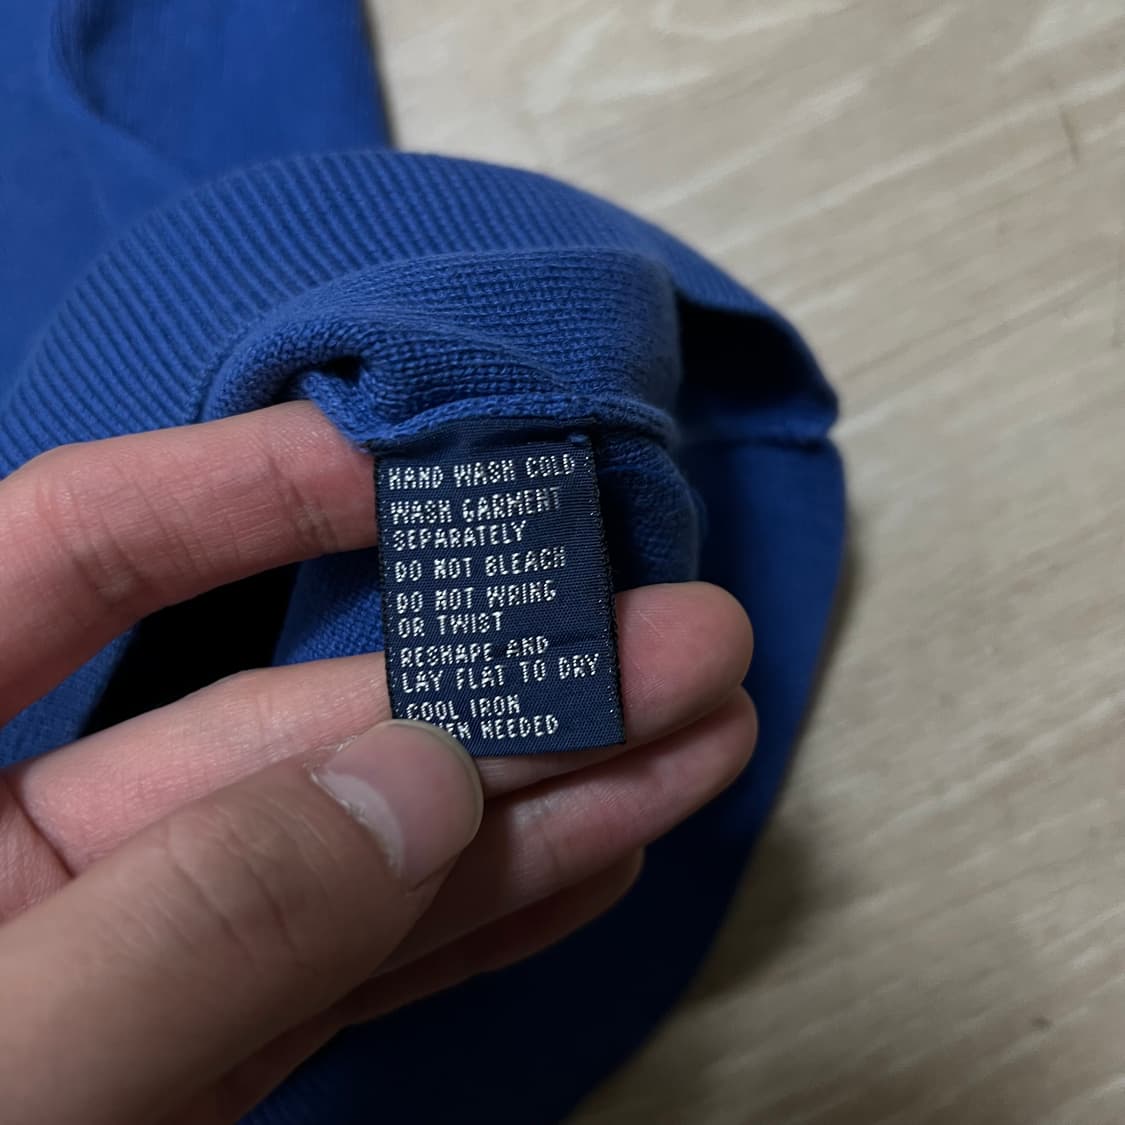 HAND WASH COLD
WASH GARMENT
SEPARATELY
DO NOT BLEACH
DO NOT WRING
OR TWIST
RESHAPE AND
LAY FLAT TO DRY
COOL IRON
NEEDED